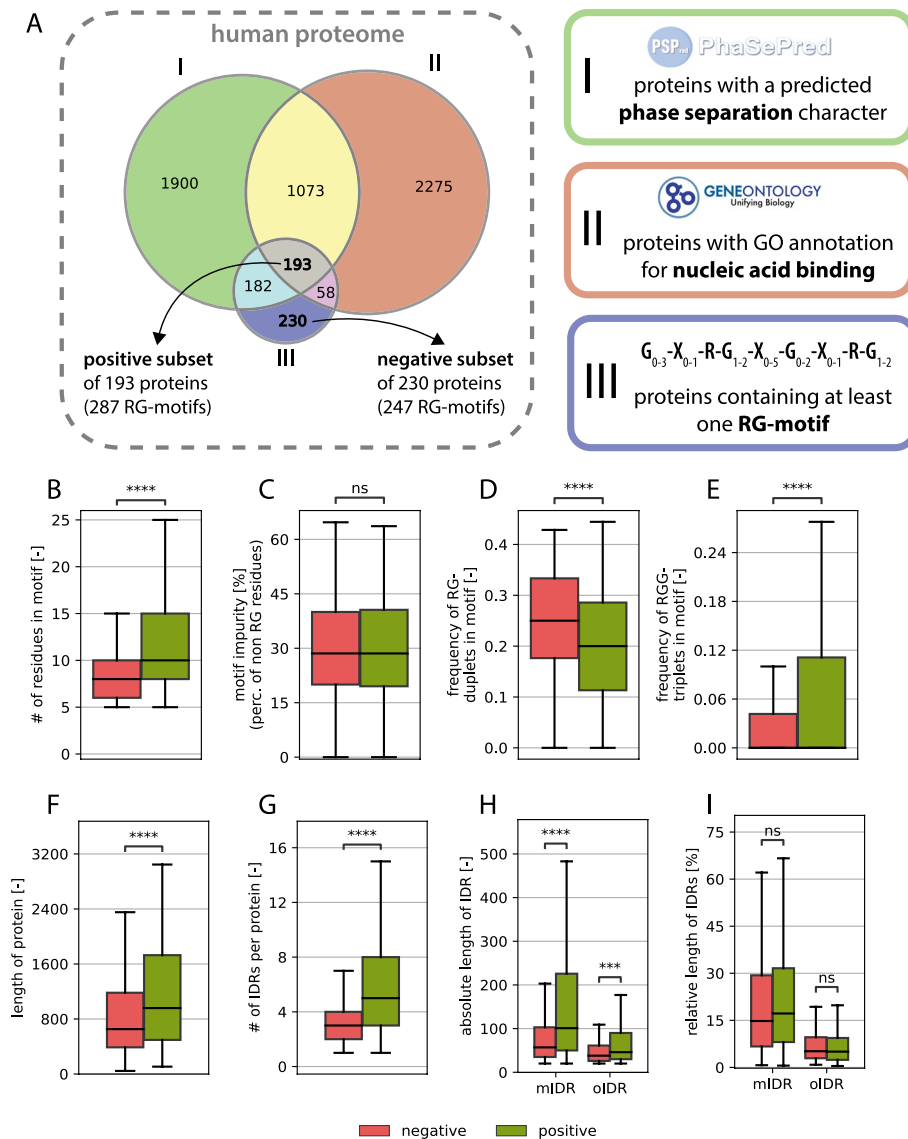 A
human proteome
I
II
1900
1073
2275
193
182
58
230
III
positive subset
of 193 proteins
(287 RG-motifs)
negative subset
of 230 proteins
(247 RG-motifs)
I
PSPred PhaSePred
proteins with a predicted
phase separation character
II
GENEONTOLOGY
Unifying Biology
proteins with GO annotation
for nucleic acid binding
III
G0-3-X0-1-R-G1-2-X0-5-G0-2-X0-1-R-G1-2
proteins containing at least
one RG-motif
B
****
# of residues in motif [-]
25
20
15
10
5
0
C
ns
motif impurity [%]
(perc. of non RG residues)
60
45
30
15
0
D
****
frequency of RG-
duplets in motif [-]
0.4
0.3
0.2
0.1
0.0
E
****
frequency of RGG-
triplets in motif [-]
0.24
0.18
0.12
0.06
0.00
F
****
length of protein [-]
3200
2400
1600
800
0
G
****
# of IDRs per protein [-]
16
12
8
4
0
H
****
***
absolute length of IDR [-]
500
400
300
200
100
0
mIDR oIDR
I
ns
ns
relative length of IDRs [%]
75
60
45
30
15
0
mIDR oIDR
negative positive